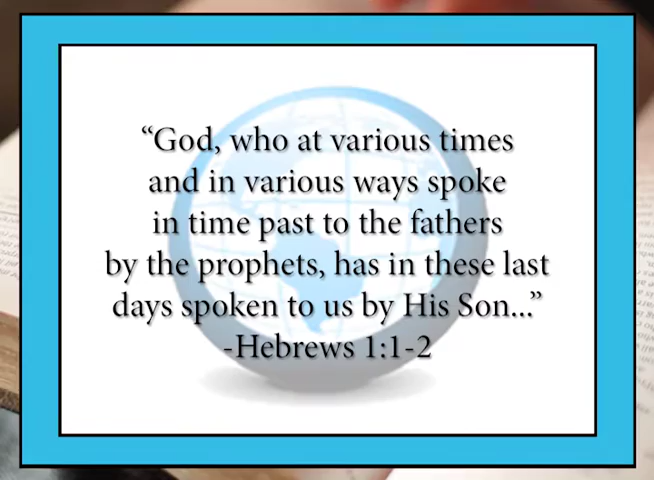 “God, who at various times
and in various ways spoke
in time past to the fathers
by the prophets, has in these last
days spoken to us by His Son...”
-Hebrews 1:1-2